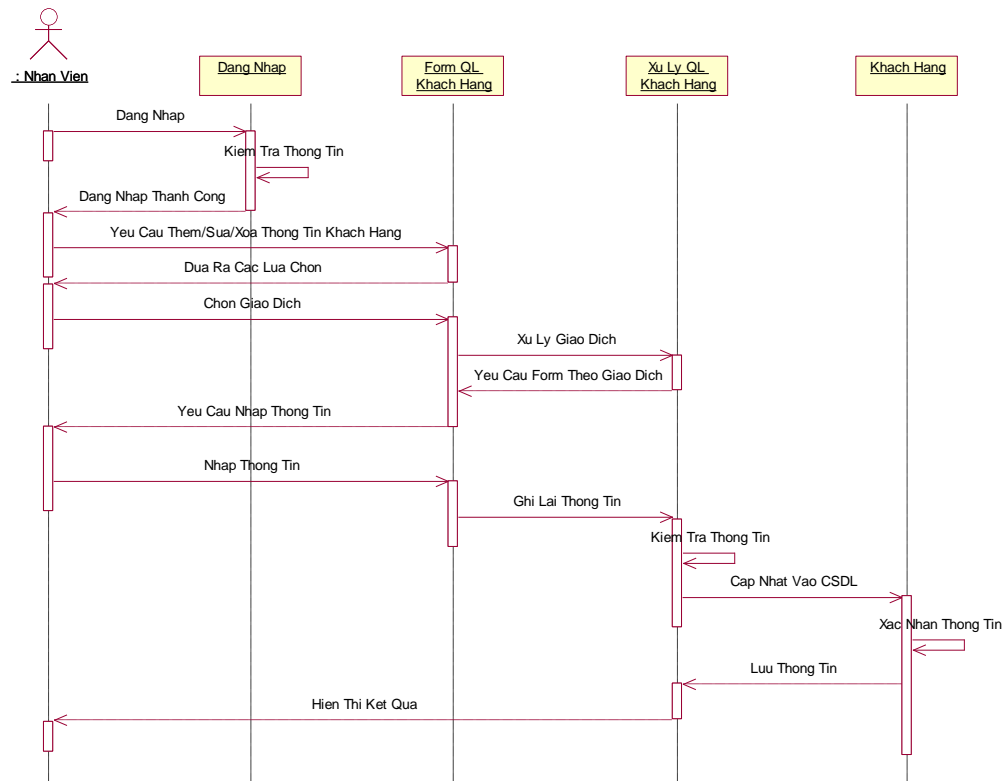 : Nhan Vien
Dang Nhap
Form QL
Khach Hang
Xu Ly QL
Khach Hang
Khach Hang
Dang Nhap
Kiem Tra Thong Tin
Dang Nhap Thanh Cong
Yeu Cau Them/Sua/Xoa Thong Tin Khach Hang
Dua Ra Cac Lua Chon
Chon Giao Dich
Xu Ly Giao Dich
Yeu Cau Form Theo Giao Dich
Yeu Cau Nhap Thong Tin
Nhap Thong Tin
Ghi Lai Thong Tin
Kiem Tra Thong Tin
Cap Nhat Vao CSDL
Xac Nhan Thong Tin
Luu Thong Tin
Hien Thi Ket Qua